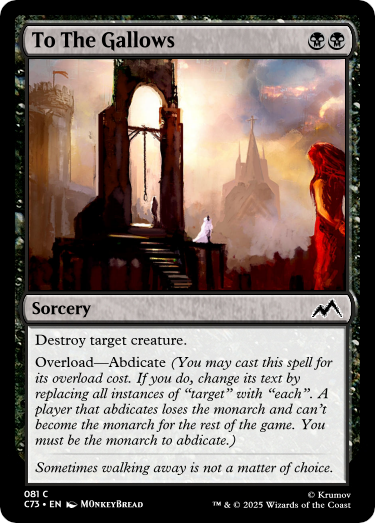 To The Gallows
Sorcery
Destroy target creature.
Overload—Abdicate (You may cast this spell for
its overload cost. If you do, change its text by
replacing all instances of “target” with “each”. A
player that abdicates loses the monarch and can't
become the monarch for the rest of the game. You
must be the monarch to abdicate.)
Sometimes walking away is not a matter of choice.
081 C
C73 • EN M0NKEYBREAD
© Krumov
™ & © 2025 Wizards of the Coast